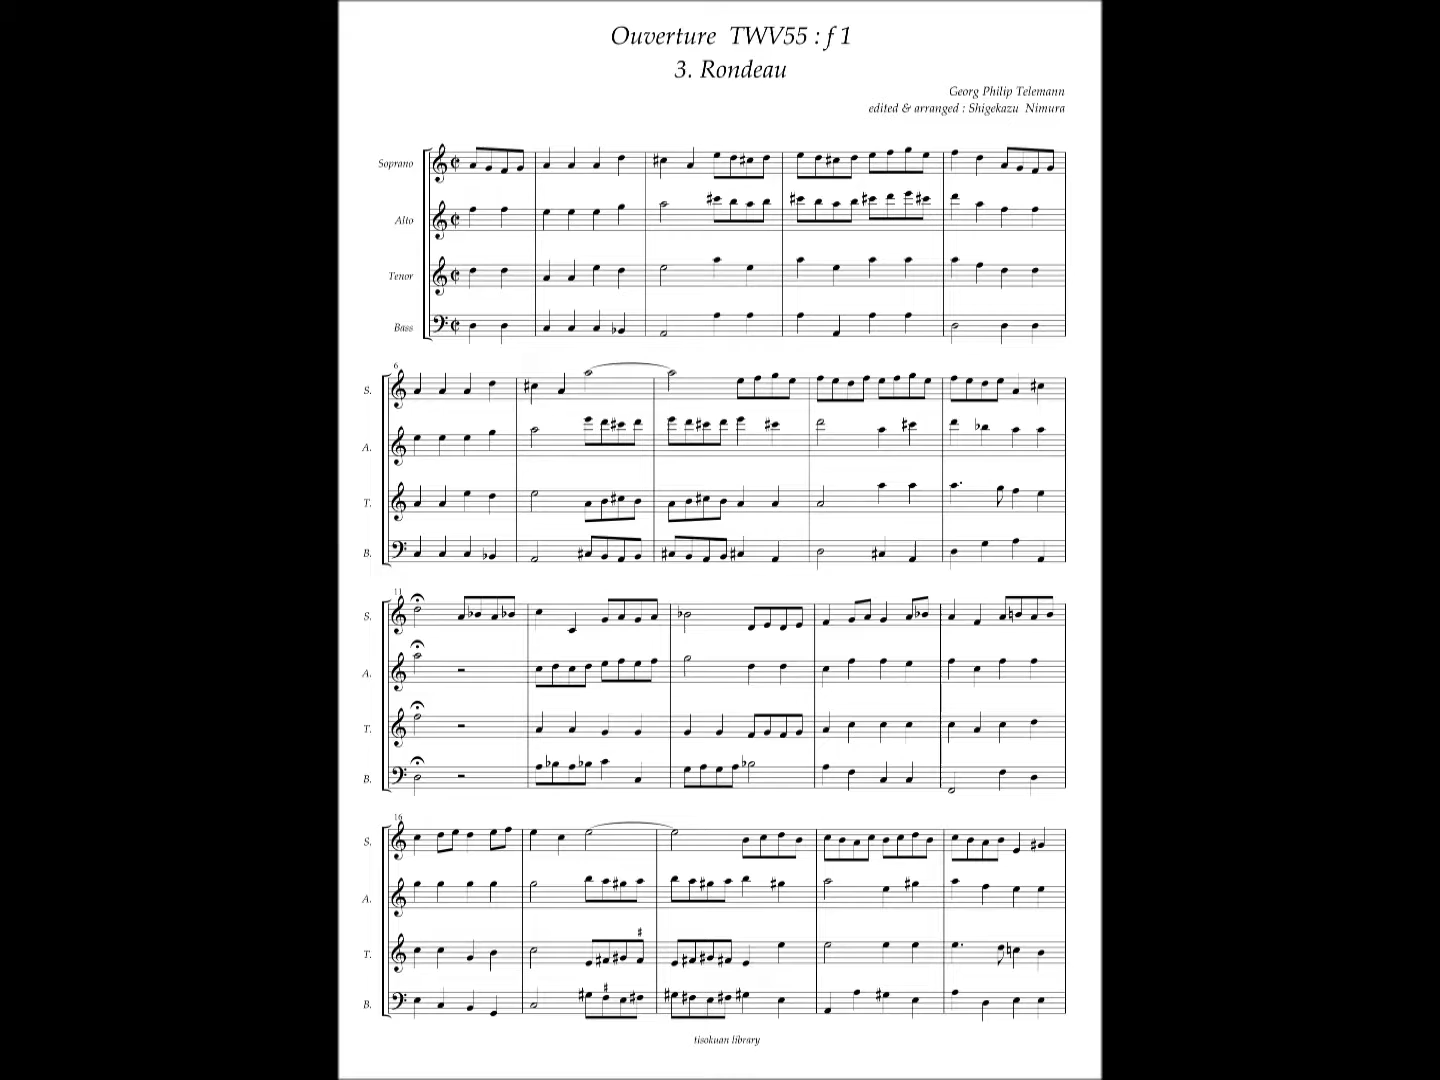 Ouverture TWV55 : f 1
3. Rondeau
Georg Philip Telemann
edited & arranged : Shigekazu Nimura
Soprano
Alto
Tenor
Bass
6
S.
A.
T.
B.
11
S.
A.
T.
B.
16
S.
A.
T.
B.
tisokuan library